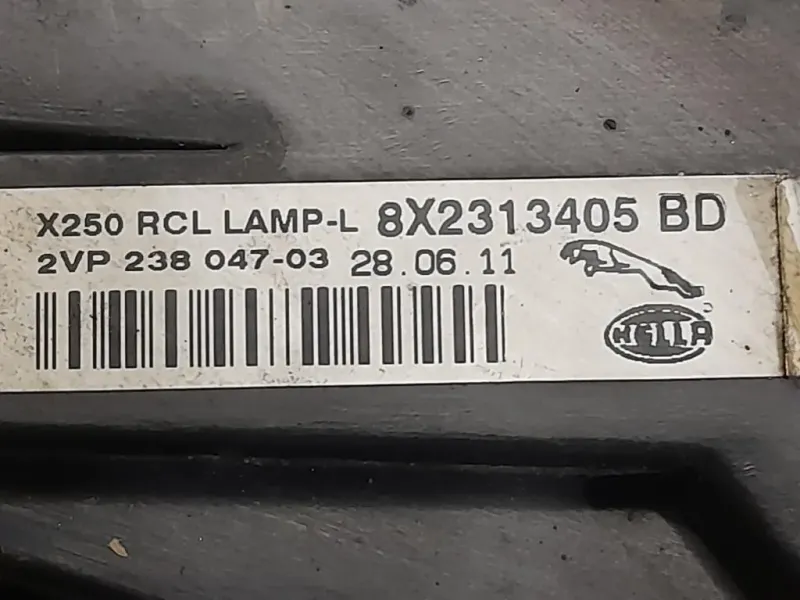 X250 RCL LAMP-L 8X2313405 BD
2VP 238 047-03 28.06.11
HELLA